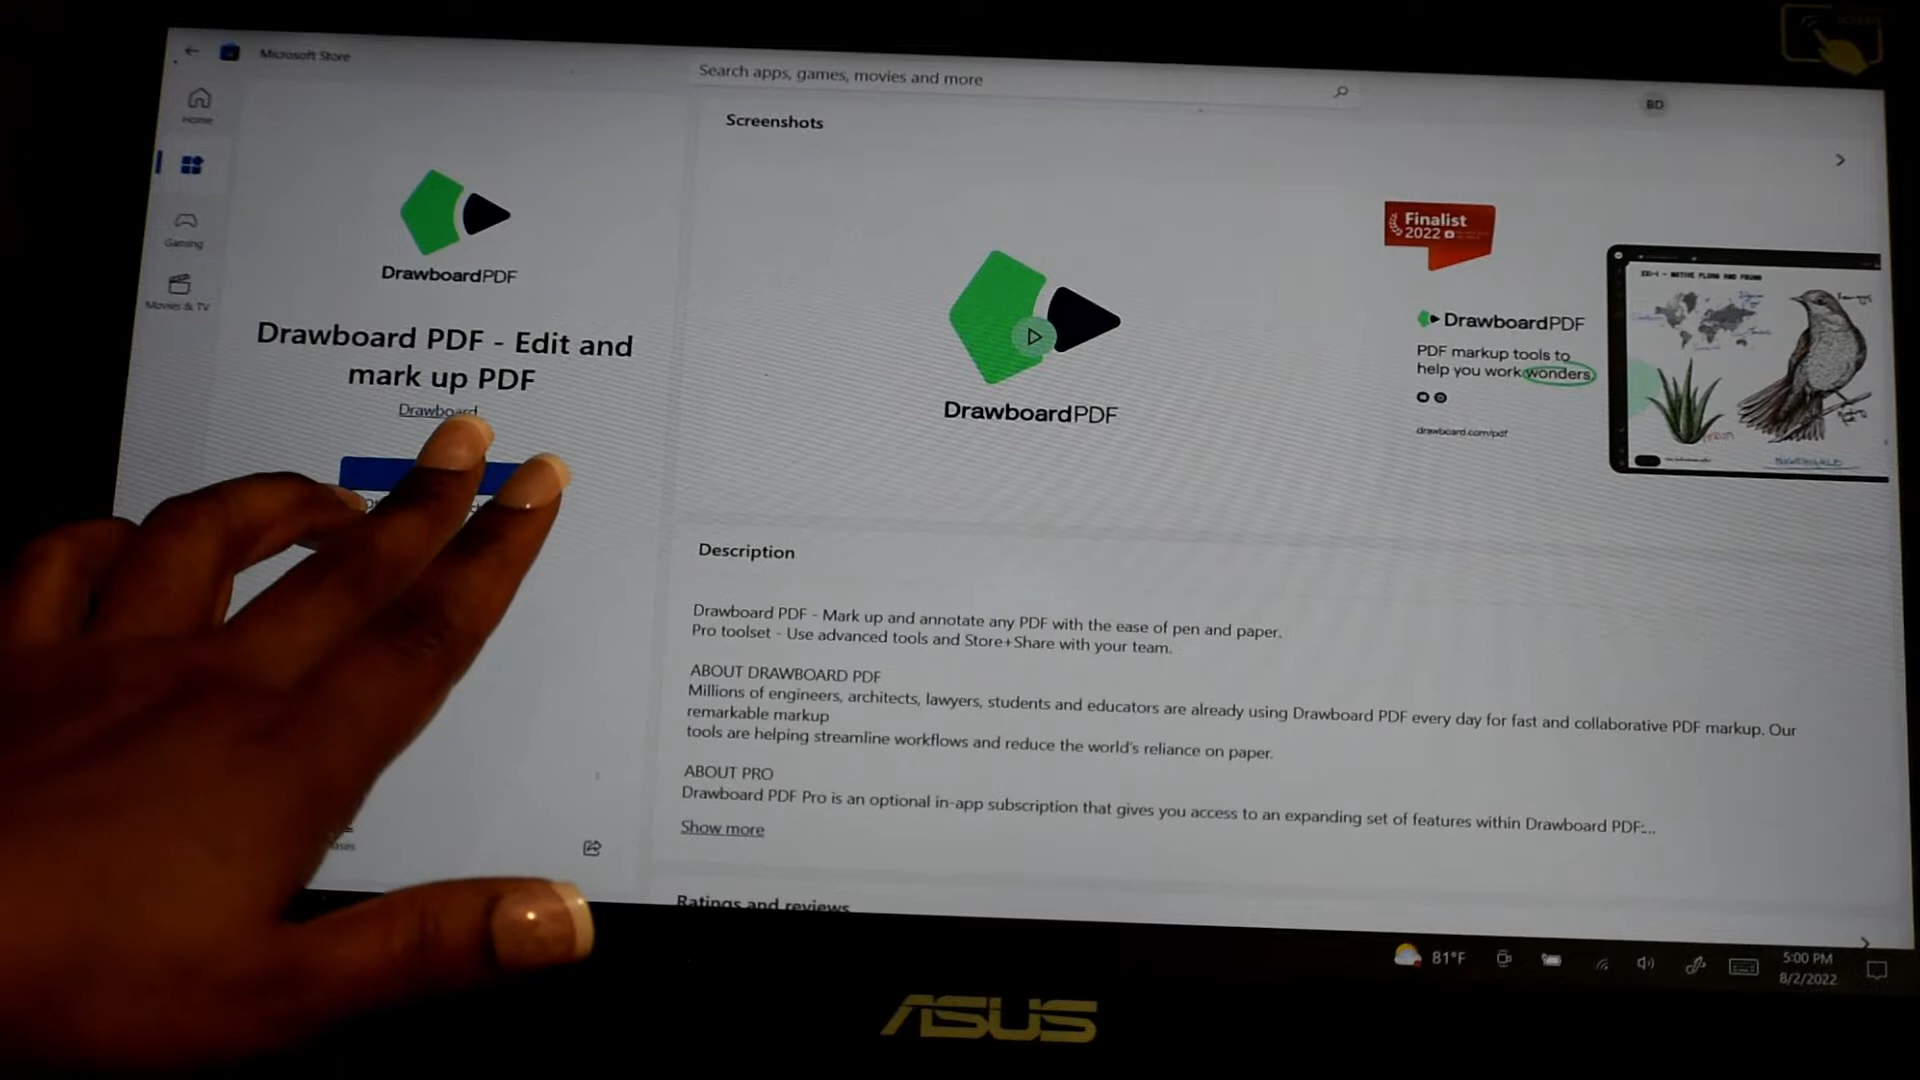 Microsoft Store
Search apps, games, movies and more
BD
Home
Gaming
Movies & TV
DrawboardPDF
Drawboard PDF - Edit and
mark up PDF
Drawboard
Screenshots
DrawboardPDF
Finalist
2022
DrawboardPDF
PDF markup tools to
help you work wonders
drawboard.com/pdf
Description
Drawboard PDF - Mark up and annotate any PDF with the ease of pen and paper.
Pro toolset - Use advanced tools and Store+Share with your team.
ABOUT DRAWBOARD PDF
Millions of engineers, architects, lawyers, students and educators are already using Drawboard PDF every day for fast and collaborative PDF markup. Our
remarkable markup
tools are helping streamline workflows and reduce the world's reliance on paper.
ABOUT PRO
Drawboard PDF Pro is an optional in-app subscription that gives you access to an expanding set of features within Drawboard PDF:...
Show more
Ratings and reviews
81°F
5:00 PM
8/2/2022
ASUS